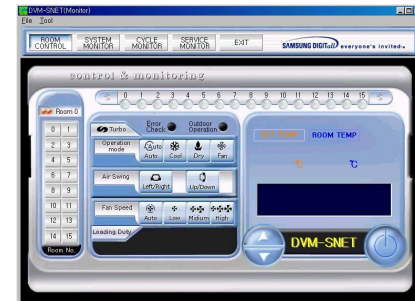 DVM-SNET(Monitor)
File Tool
ROOM CONTROL
SYSTEM MONITOR
CYCLE MONITOR
SERVICE MONITOR
EXIT
SAMSUNG DIGITall everyone's invited™
control & monitoring
0 1 2 3 4 5 6 7 8 9 10 11 12 13 14 15
Room 0
0 1
2 3
4 5
6 7
8 9
10 11
12 13
14 15
Room No.
Turbo
Error Check
Outdoor Operation
Operation mode
Auto
Auto Cool Dry Fan
Air Swing
Left/Right Up/Down
Fan Speed
Auto Low Midium High
Loading Duty
SET TEMP ROOM TEMP
℃ ℃
DVM-SNET